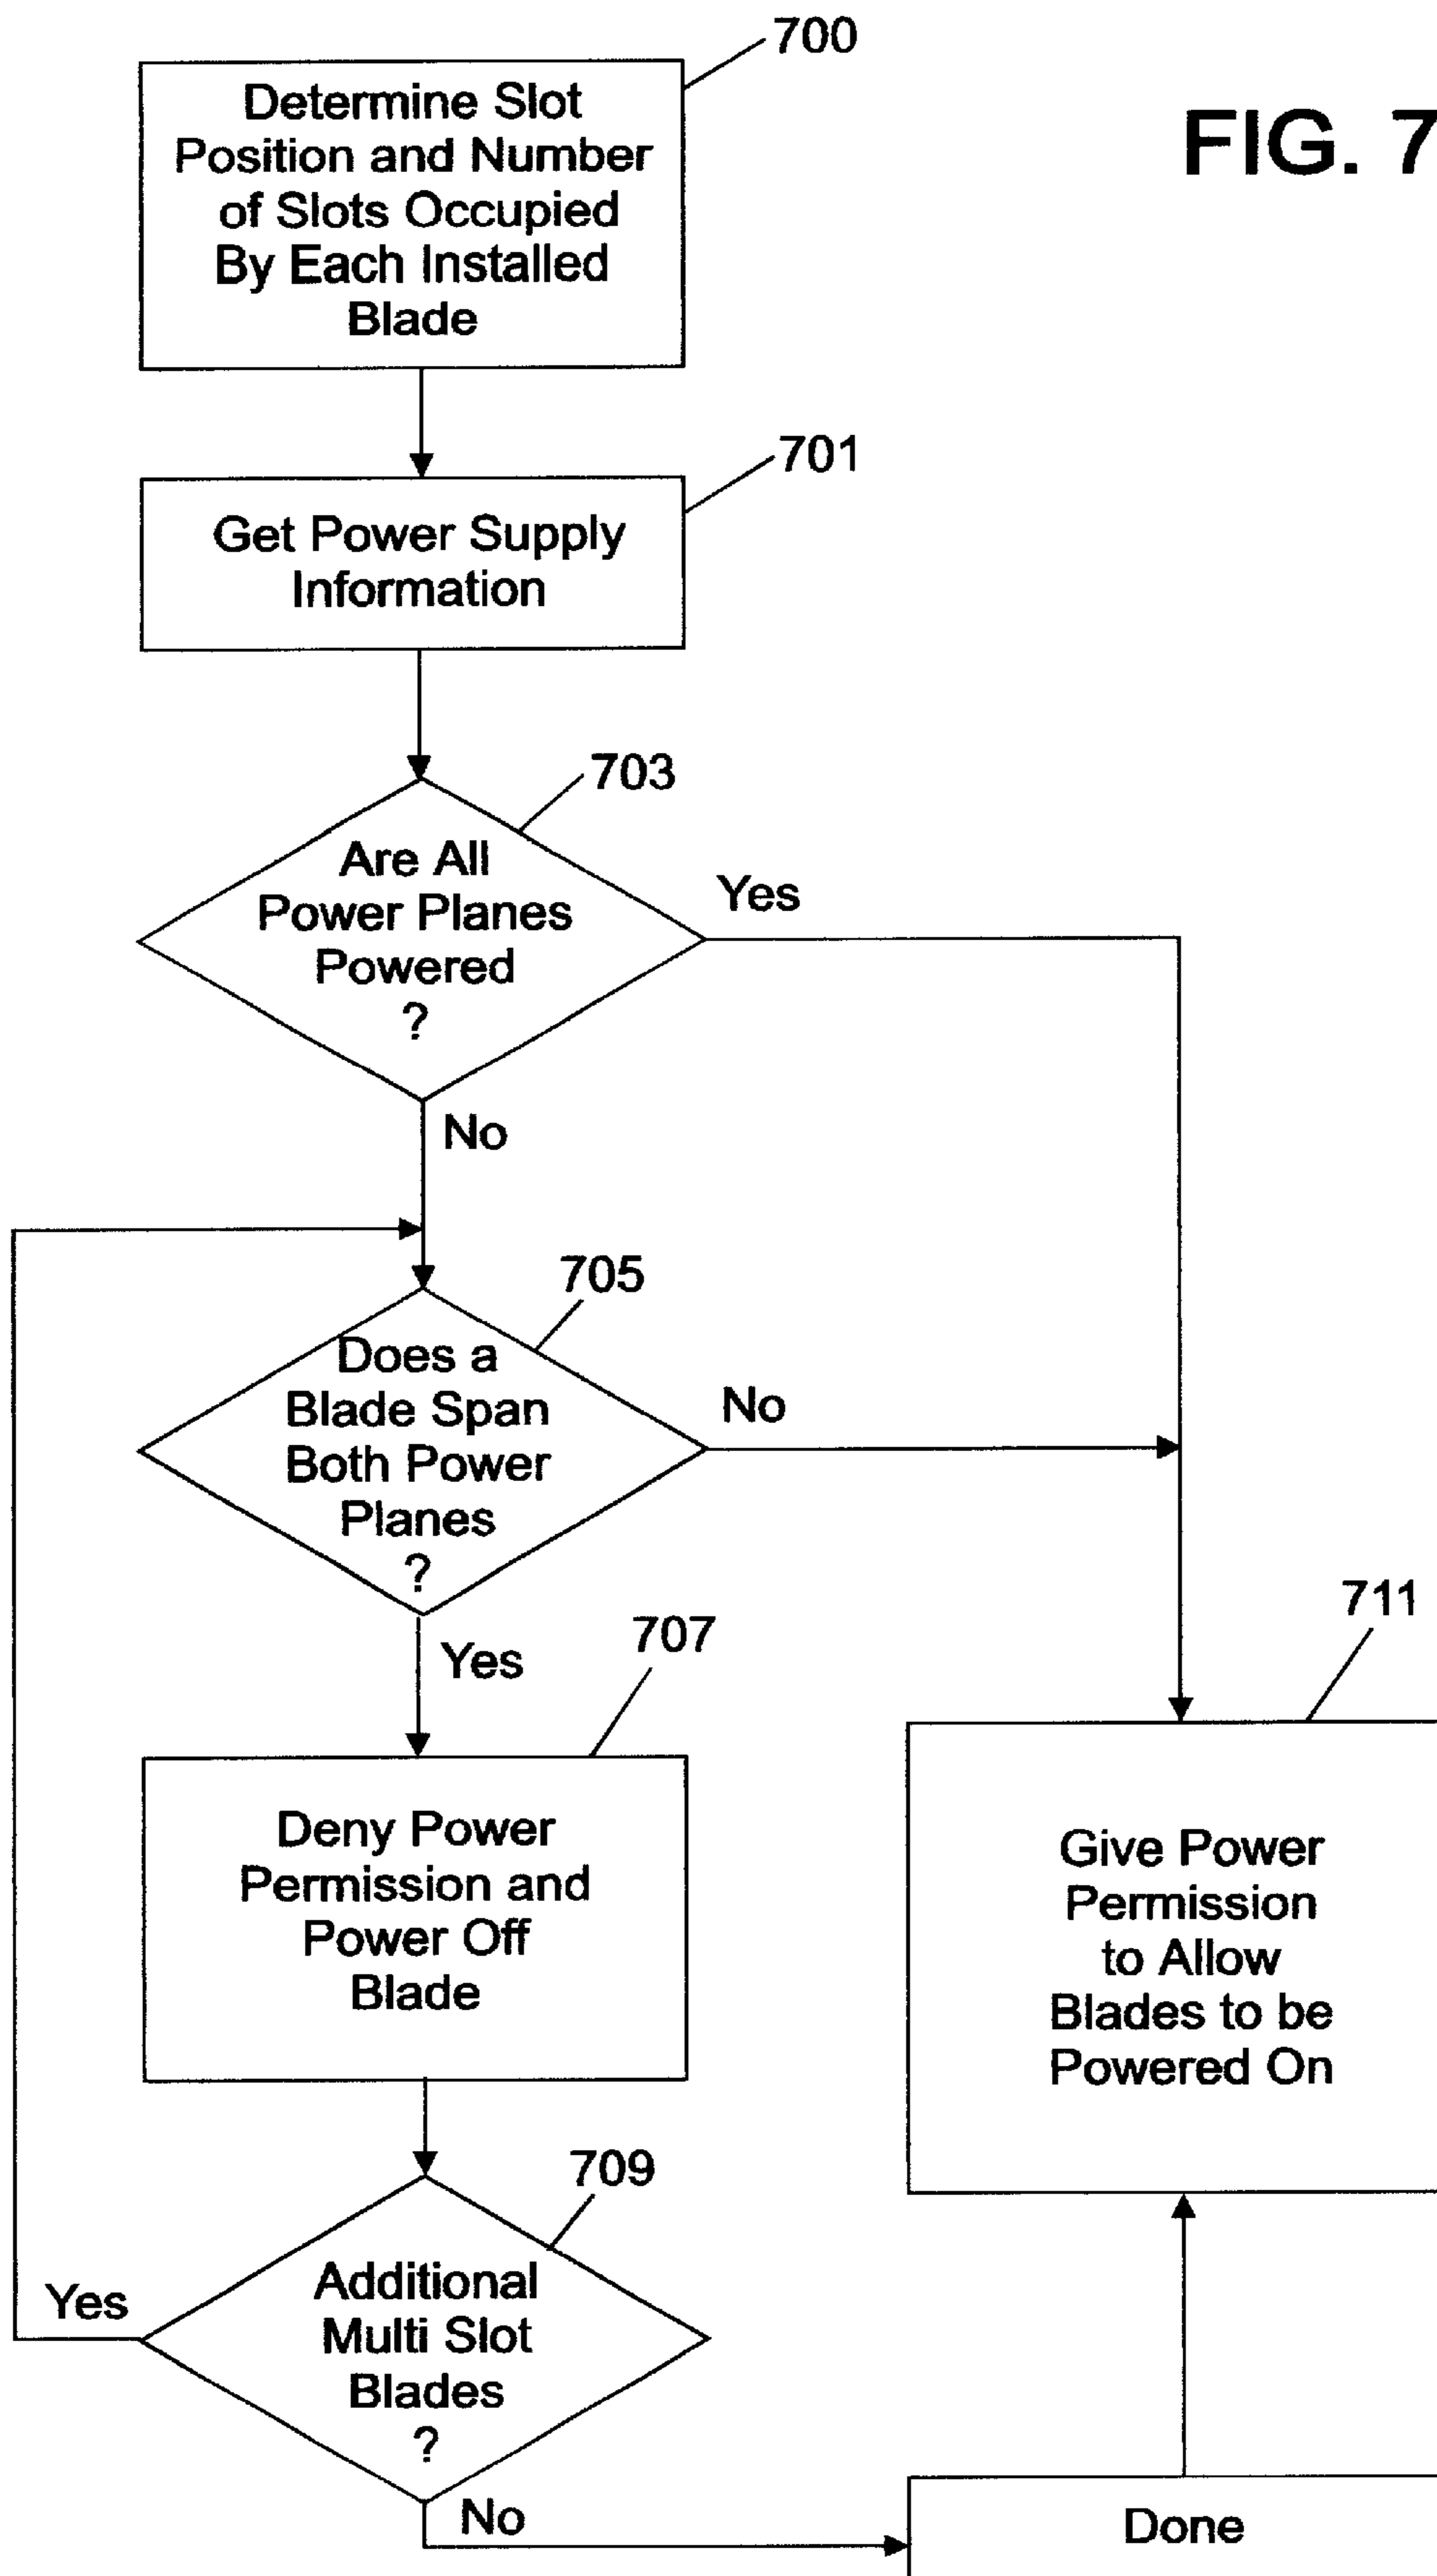 700
FIG. 7
Determine Slot
Position and Number
of Slots Occupied
By Each Installed
Blade
701
Get Power Supply
Information
703
Are All
Power Planes
Powered
?
Yes
No
705
Does a
Blade Span
Both Power
Planes
?
No
Yes
707
711
Deny Power
Permission and
Power Off
Blade
Give Power
Permission
to Allow
Blades to be
Powered On
709
Additional
Multi Slot
Blades
?
Yes
No
Done